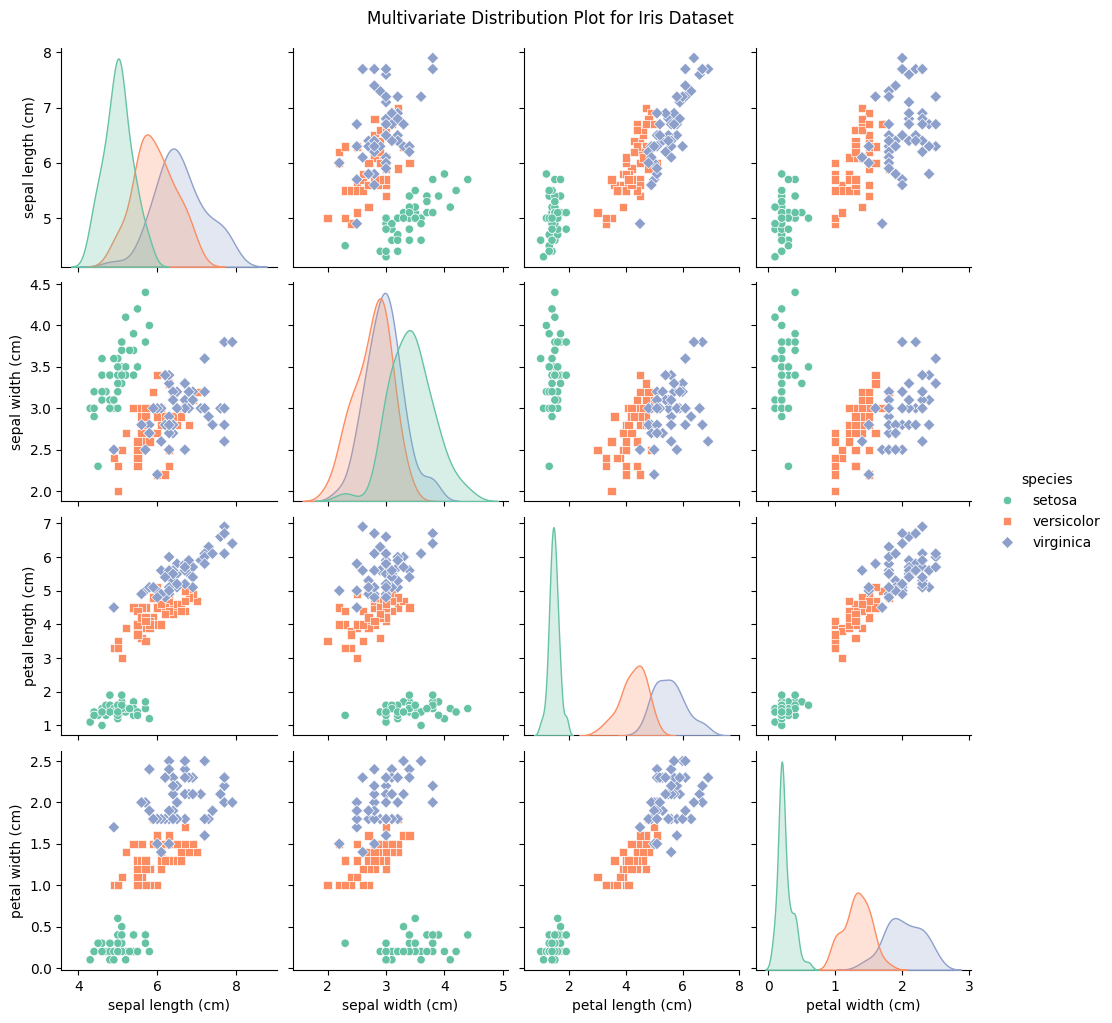 Multivariate Distribution Plot for Iris Dataset
8
7
6
5
sepal length (cm)
4.5
4.0
3.5
3.0
2.5
2.0
sepal width (cm)
species
setosa
versicolor
virginica
7
6
5
4
3
2
1
petal length (cm)
2.5
2.0
1.5
1.0
0.5
0.0
petal width (cm)
4 6 8
2 3 4 5
2 4 6 8
0 1 2 3
sepal length (cm) sepal width (cm) petal length (cm) petal width (cm)